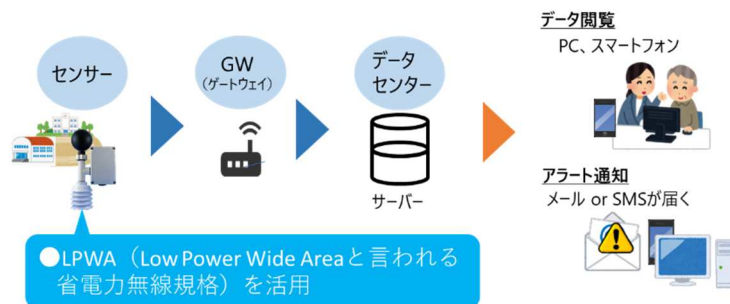 センサー
GW
（ゲートウェイ）
データ
センター
サーバー
データ閲覧
PC、スマートフォン
アラート通知
メール or SMSが届く
●LPWA（Low Power Wide Areaと言われる
省電力無線規格）を活用